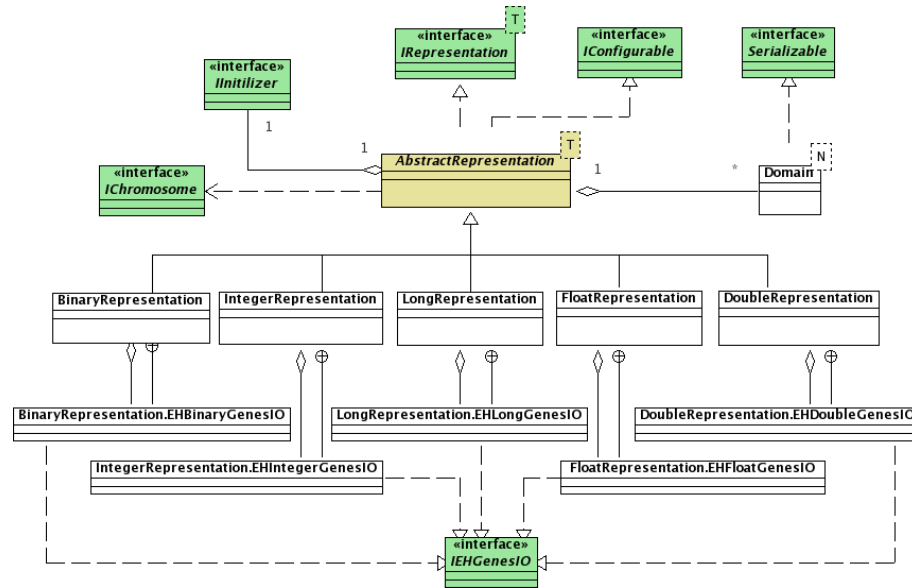 «interface»
IRepresentation
T
«interface»
IConfigurable
«interface»
Serializable
«interface»
IInitilizer
1
1
AbstractRepresentation
T
1
*
Domain
N
«interface»
IChromosome
BinaryRepresentation
IntegerRepresentation
LongRepresentation
FloatRepresentation
DoubleRepresentation
BinaryRepresentation.EHBinaryGenesIO
LongRepresentation.EHLongGenesIO
DoubleRepresentation.EHDoubleGenesIO
IntegerRepresentation.EHIntegerGenesIO
FloatRepresentation.EHFloatGenesIO
«interface»
IEHGenesIO